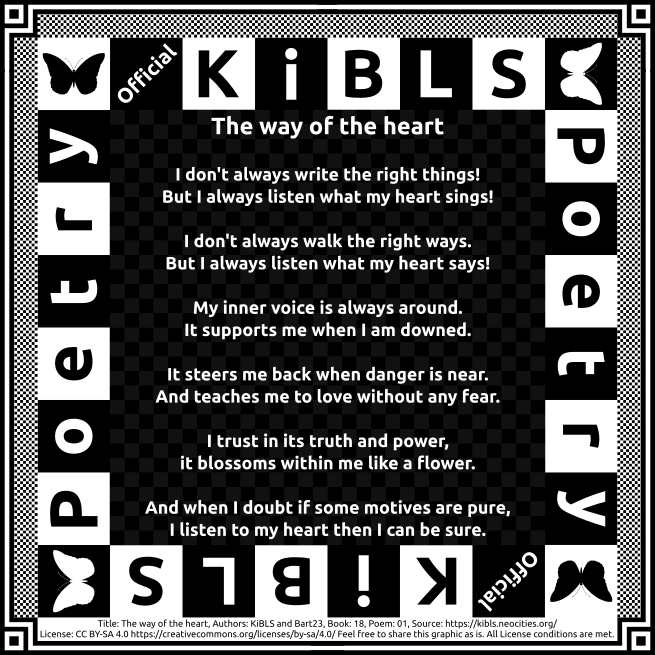 Official KiBLS
Poetry
Poetry
The way of the heart
I don't always write the right things!
But I always listen what my heart sings!
I don't always walk the right ways.
But I always listen what my heart says!
My inner voice is always around.
It supports me when I am downed.
It steers me back when danger is near.
And teaches me to love without any fear.
I trust in its truth and power,
it blossoms within me like a flower.
And when I doubt if some motives are pure,
I listen to my heart then I can be sure.
Official KiBLS
Title: The way of the heart, Authors: KiBLS and Bart23, Book: 18, Poem: 01, Source: https://kibls.neocities.org/
License: CC BY-SA 4.0 https://creativecommons.org/licenses/by-sa/4.0/ Feel free to share this graphic as is. All License conditions are met.